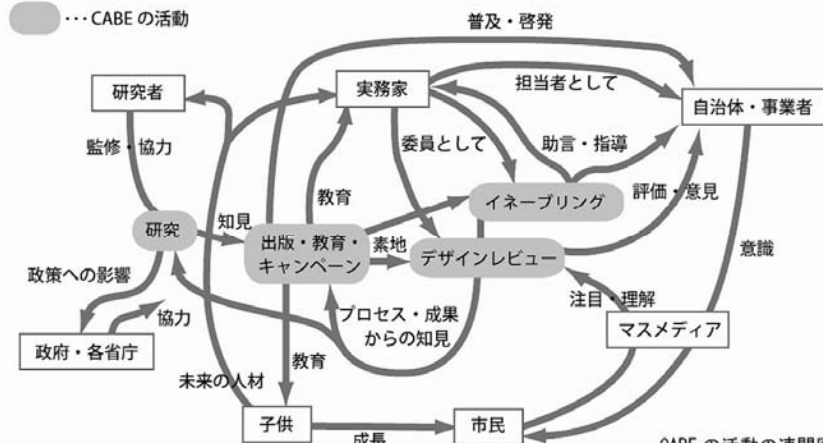 ···CABE の活動
普及・啓発
研究者
実務家
担当者として
自治体・事業者
監修・協力
委員として
助言・指導
教育
イネーブリング
評価・意見
研究
知見
出版・教育・
キャンペーン
素地
デザインレビュー
意識
政策への影響
注目・理解
協力
プロセス・成果
からの知見
マスメディア
政府・各省庁
教育
未来の人材
子供
市民
成長